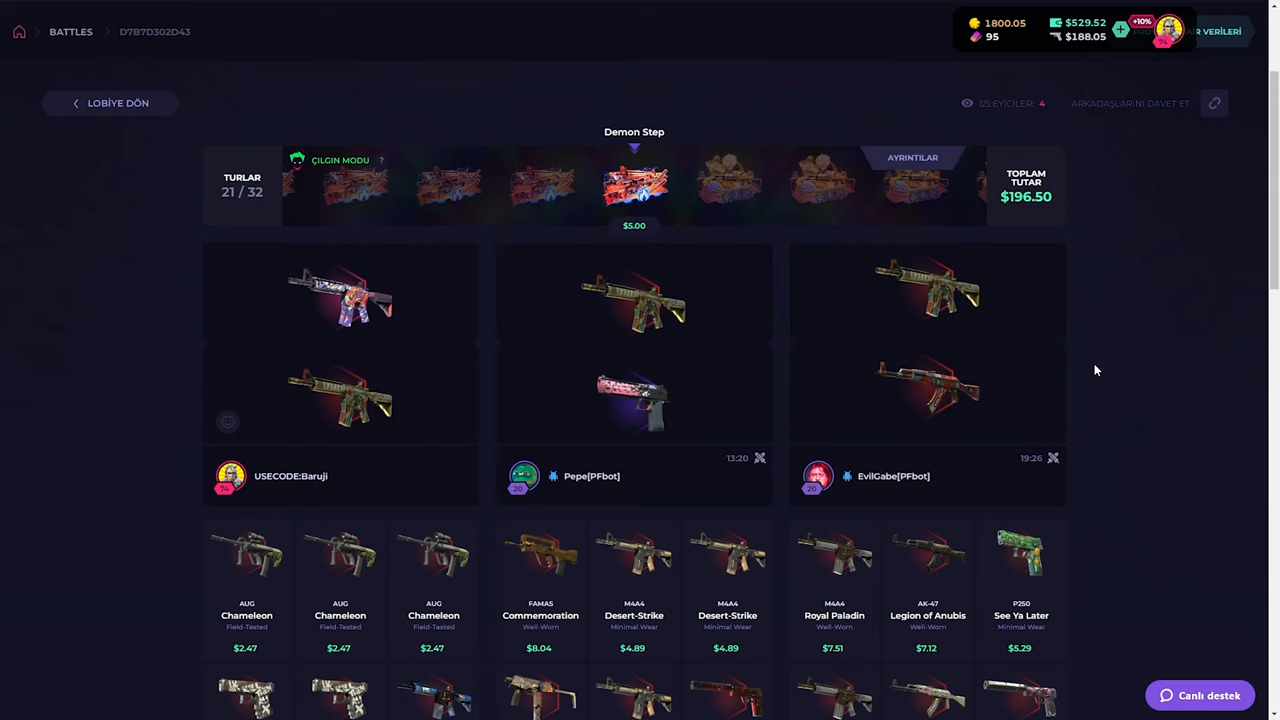 BATTLES
D7B7D302D43
1800.05
95
$529.52
$188.05
+10%
74
AİR VERİLERİ
LOBİYE DÖN
İZLEYİCİLER: 4
ARKADAŞLARINI DAVET ET
Demon Step
TURLAR
21 / 32
ÇILGIN MODU ?
AYRINTILAR
TOPLAM
TUTAR
$196.50
$5.00
13:20
19:26
USECODE:Baruji
74
Pepe[PFbot]
20
EvilGabe[PFbot]
20
AUG
Chameleon
Field-Tested
$2.47
AUG
Chameleon
Field-Tested
$2.47
AUG
Chameleon
Field-Tested
$2.47
FAMAS
Commemoration
Well-Worn
$8.04
M4A4
Desert-Strike
Minimal Wear
$4.89
M4A4
Desert-Strike
Minimal Wear
$4.89
M4A4
Royal Paladin
Well-Worn
$7.51
AK-47
Legion of Anubis
Well-Worn
$7.12
P250
See Ya Later
Minimal Wear
$5.29
Canlı destek